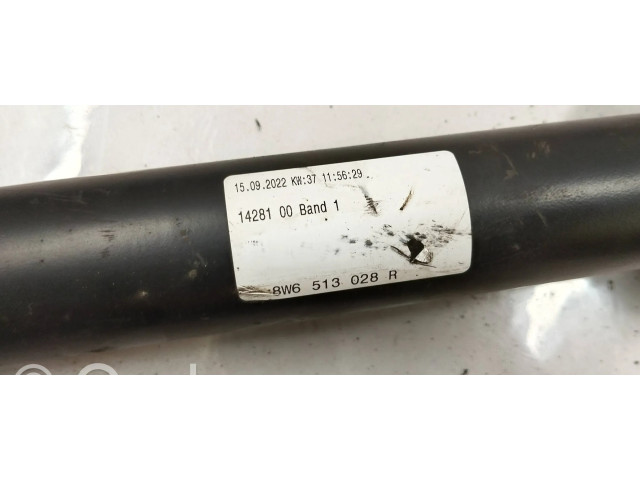 15.09.2022 KW:37 11:56:29
14281 00 Band 1
8W6 513 028 R